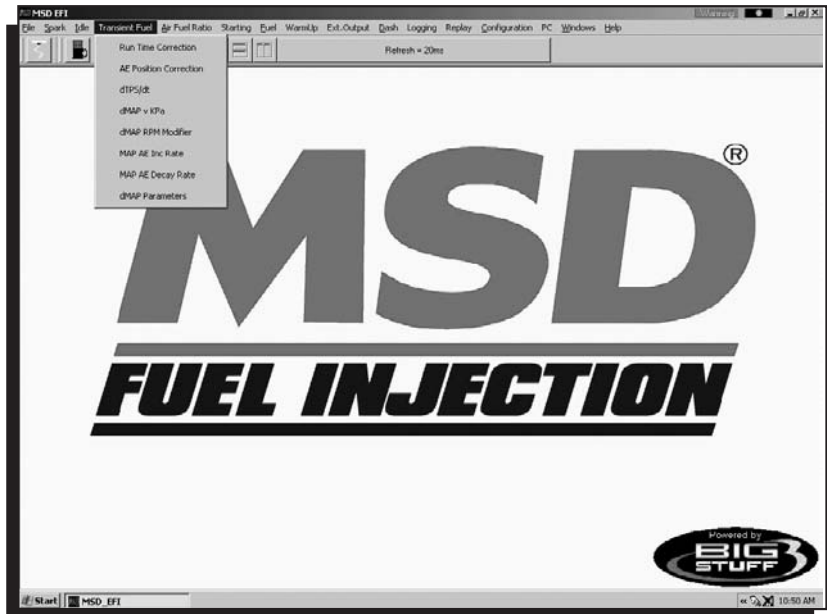 MSD EFI
Warning
File Spark Idle Transient Fuel Air Fuel Ratio Starting Fuel WarmUp Ext.Output Dash Logging Replay Configuration PC Windows Help
Refresh = 20ms
Run Time Correction
AE Position Correction
dTPS/dt
dMAP v KPa
dMAP RPM Modifier
MAP AE Inc Rate
MAP AE Decay Rate
dMAP Parameters
MSD®
FUEL INJECTION
Powered by
BIG
STUFF 3
Start MSD_EFI 10:50 AM